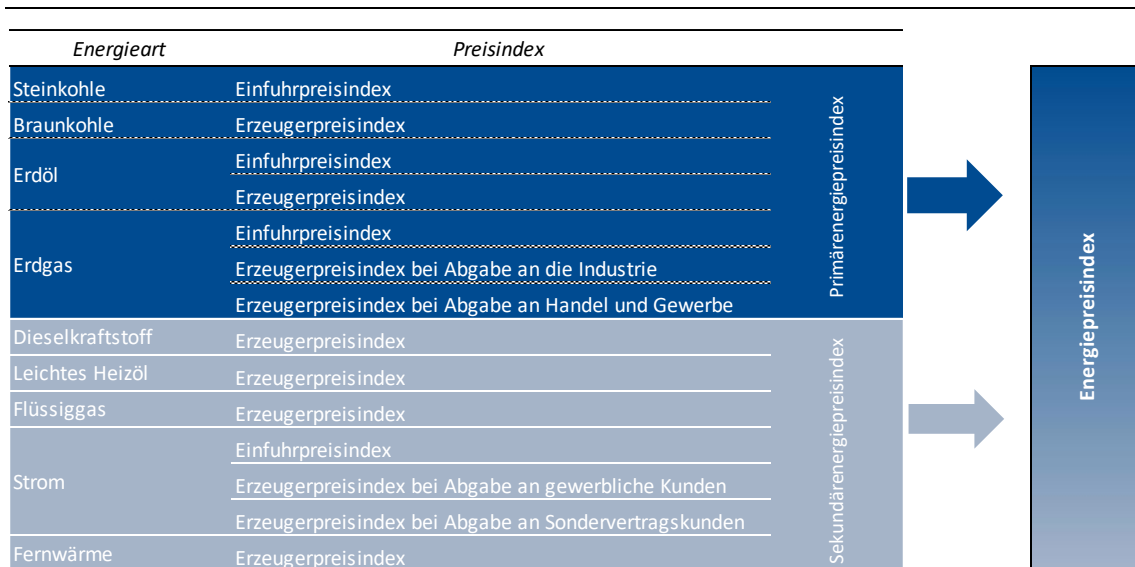 Energieart Preisindex
Steinkohle Einfuhrpreisindex
Braunkohle Erzeugerpreisindex
Erdöl
Einfuhrpreisindex
Erzeugerpreisindex
Erdgas
Einfuhrpreisindex
Erzeugerpreisindex bei Abgabe an die Industrie
Erzeugerpreisindex bei Abgabe an Handel und Gewerbe
Primärenergiepreisindex
Dieselkraftstoff Erzeugerpreisindex
Leichtes Heizöl Erzeugerpreisindex
Flüssiggas Erzeugerpreisindex
Strom
Einfuhrpreisindex
Erzeugerpreisindex bei Abgabe an gewerbliche Kunden
Erzeugerpreisindex bei Abgabe an Sondervertragskunden
Fernwärme Erzeugerpreisindex
Sekundärenergiepreisindex
Energiepreisindex